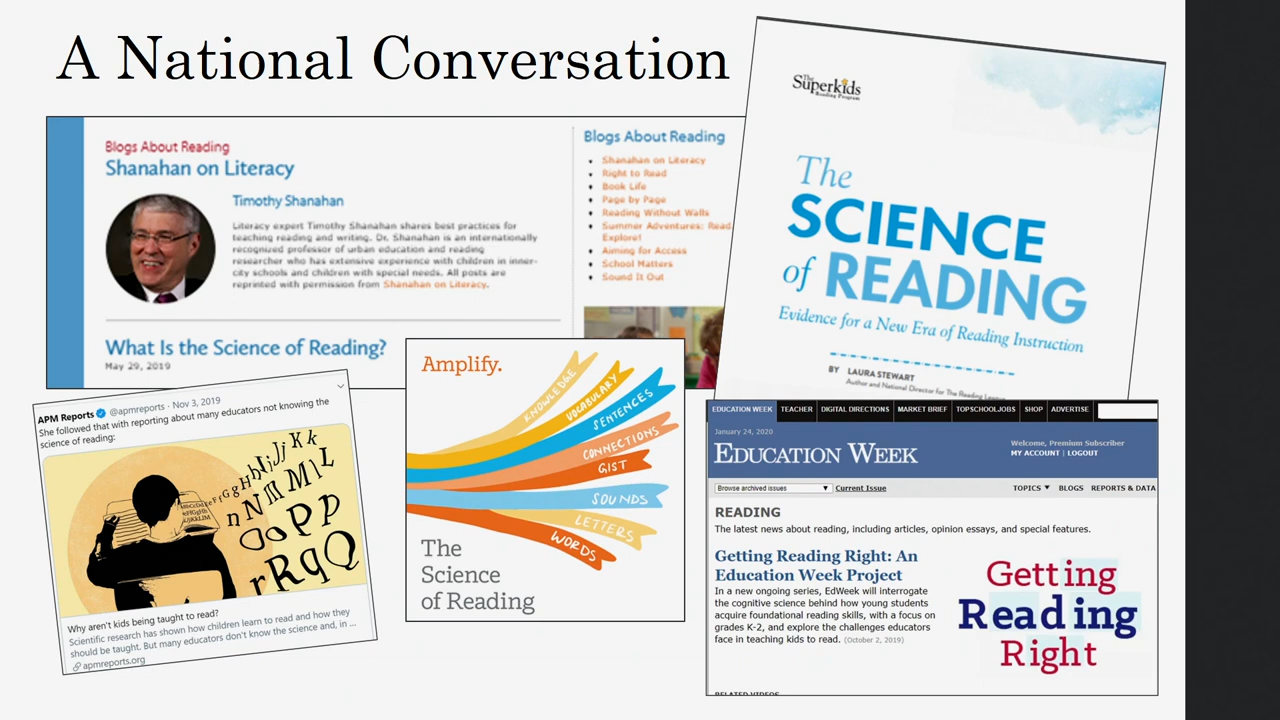 A National Conversation
Blogs About Reading
Shanahan on Literacy
Timothy Shanahan
Literacy expert Timothy Shanahan shares best practices for
teaching reading and writing. Dr. Shanahan is an internationally
recognized professor of urban education and reading
researcher who has extensive experience with children in inner-
city schools and children with special needs. All posts are
reprinted with permission from Shanahan on Literacy.
What Is the Science of Reading?
May 29, 2019
Blogs About Reading
Shanahan on Literacy
Right to Read
Book Life
Page by Page
Reading Without Walls
Summer Adventures: Read
Explore!
Aiming for Access
School Matters
Sound It Out
The
Superkids
Reading Program
The
SCIENCE
of READING
Evidence for a New Era of Reading Instruction
BY LAURA STEWART
Author and National Director for The Reading League
APM Reports @apmreports · Nov 3, 2019
She followed that with reporting about many educators not knowing the
science of reading:
Why aren't kids being taught to read?
Scientific research has shown how children learn to read and how they
should be taught. But many educators don't know the science and, in ...
apmreports.org
Amplify.
KNOWLEDGE
VOCABULARY
SENTENCES
CONNECTIONS
GIST
SOUNDS
LETTERS
WORDS
The
Science
of Reading
EDUCATION WEEK TEACHER DIGITAL DIRECTIONS MARKET BRIEF TOPSCHOOLJOBS SHOP ADVERTISE
January 24, 2020
EDUCATION WEEK
Welcome, Premium Subscriber
MY ACCOUNT | LOGOUT
Browse archived issues ▼ Current Issue
TOPICS ▼ BLOGS REPORTS & DATA
READING
The latest news about reading, including articles, opinion essays, and special features.
Getting Reading Right: An
Education Week Project
In a new ongoing series, EdWeek will interrogate
the cognitive science behind how young students
acquire foundational reading skills, with a focus on
grades K-2, and explore the challenges educators
face in teaching kids to read. (October 2, 2019)
Getting
Reading
Right
RELATED VIDEOS